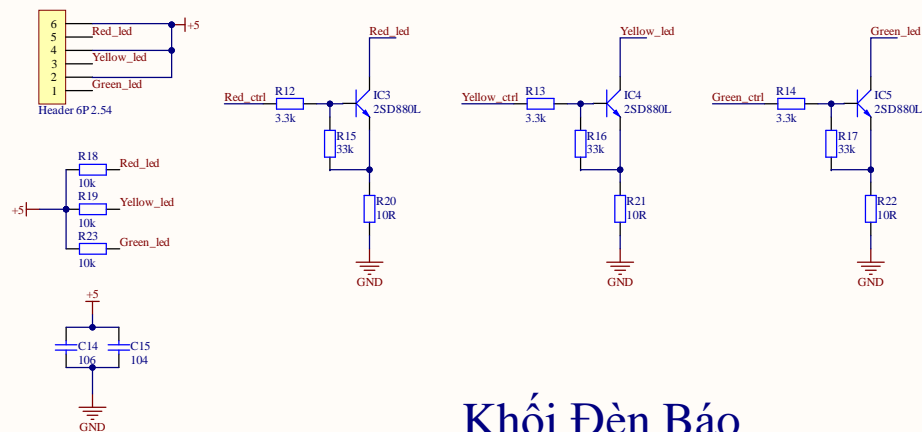 6
5
4
3
2
1
+5
Red_led
Yellow_led
Green_led
Header 6P 2.54
Red_led
Red_ctrl
R12
3.3k
IC3
2SD880L
R15
33k
R20
10R
GND
Yellow_led
Yellow_ctrl
R13
3.3k
IC4
2SD880L
R16
33k
R21
10R
GND
Green_led
Green_ctrl
R14
3.3k
IC5
2SD880L
R17
33k
R22
10R
GND
+5
R18
10k
Red_led
R19
10k
Yellow_led
R23
10k
Green_led
+5
C14
106
C15
104
GND
Khối Đèn Báo